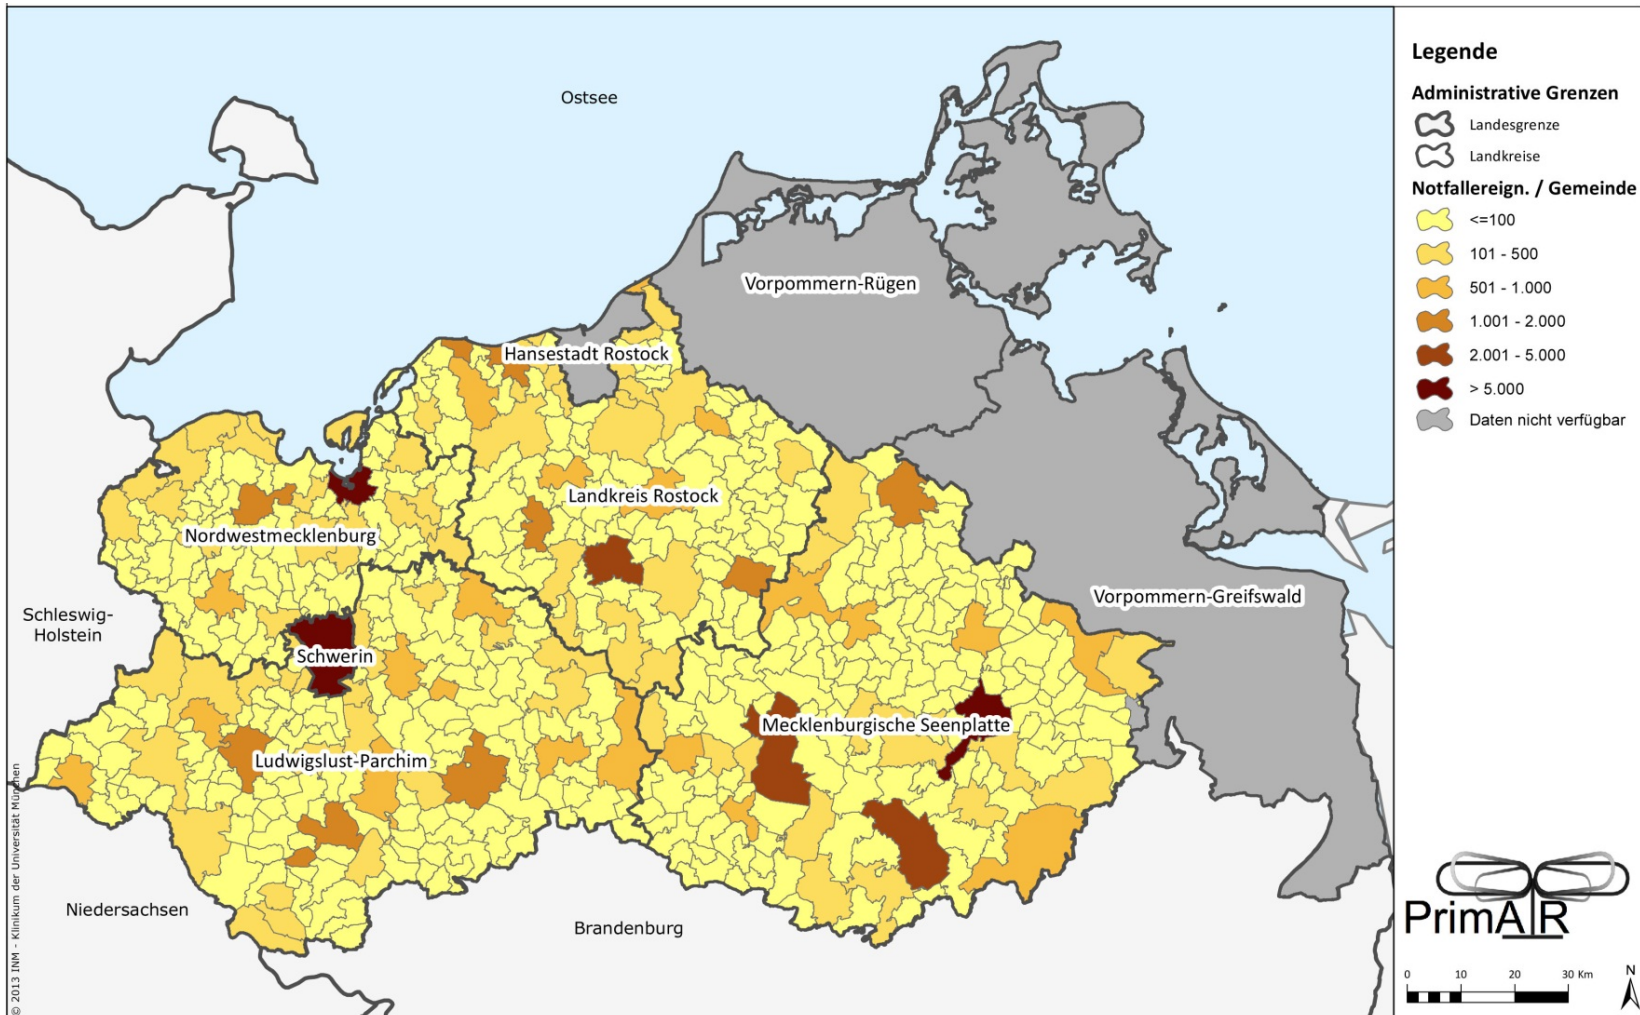 Ostsee
Vorpommern-Rügen
Hansestadt Rostock
Landkreis Rostock
Nordwestmecklenburg
Vorpommern-Greifswald
Schleswig-
Holstein
Schwerin
Mecklenburgische Seenplatte
Ludwigslust-Parchim
Niedersachsen
Brandenburg
© 2013 INM - Klinikum der Universität München
Legende
Administrative Grenzen
Landesgrenze
Landkreise
Notfallereign. / Gemeinde
<=100
101 - 500
501 - 1.000
1.001 - 2.000
2.001 - 5.000
> 5.000
Daten nicht verfügbar
PrimAIR
0 10 20 30 Km
N